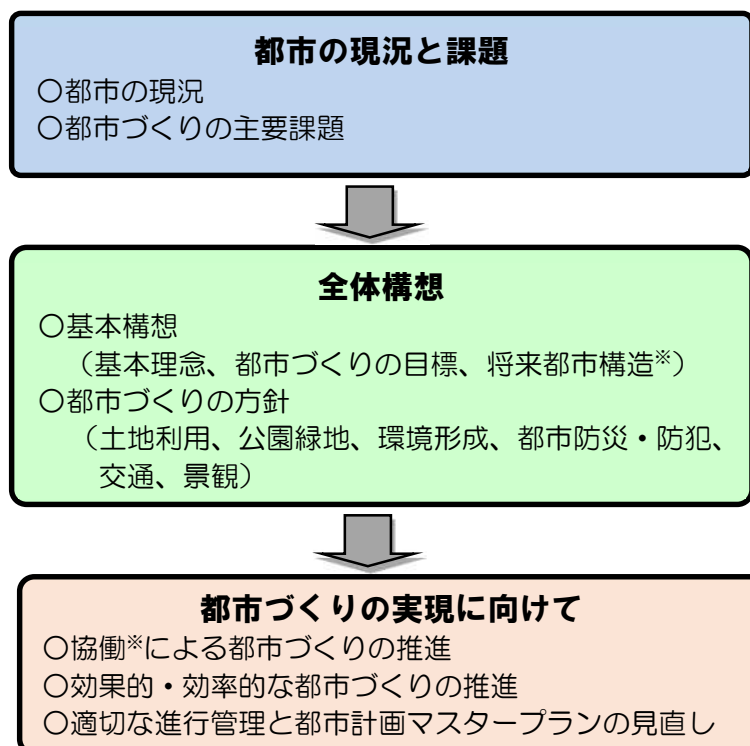 都市の現況と課題
〇都市の現況
〇都市づくりの主要課題
全体構想
〇基本構想
（基本理念、都市づくりの目標、将来都市構造※）
〇都市づくりの方針
（土地利用、公園緑地、環境形成、都市防災・防犯、
交通、景観）
都市づくりの実現に向けて
〇協働※による都市づくりの推進
〇効果的・効率的な都市づくりの推進
〇適切な進行管理と都市計画マスタープランの見直し